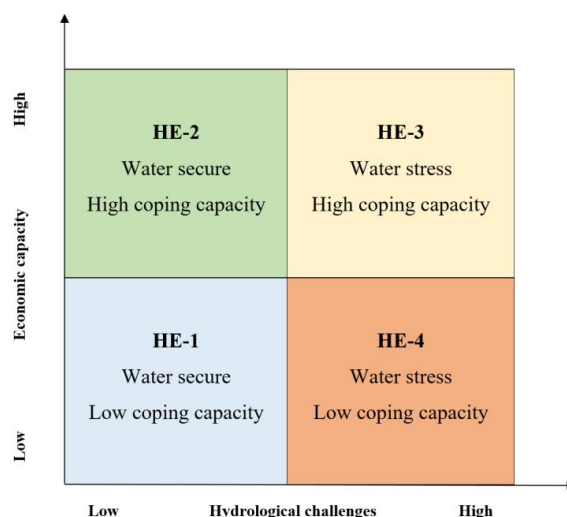 High
Economic capacity
Low
HE-2
Water secure
High coping capacity
HE-3
Water stress
High coping capacity
HE-1
Water secure
Low coping capacity
HE-4
Water stress
Low coping capacity
Low
Hydrological challenges
High